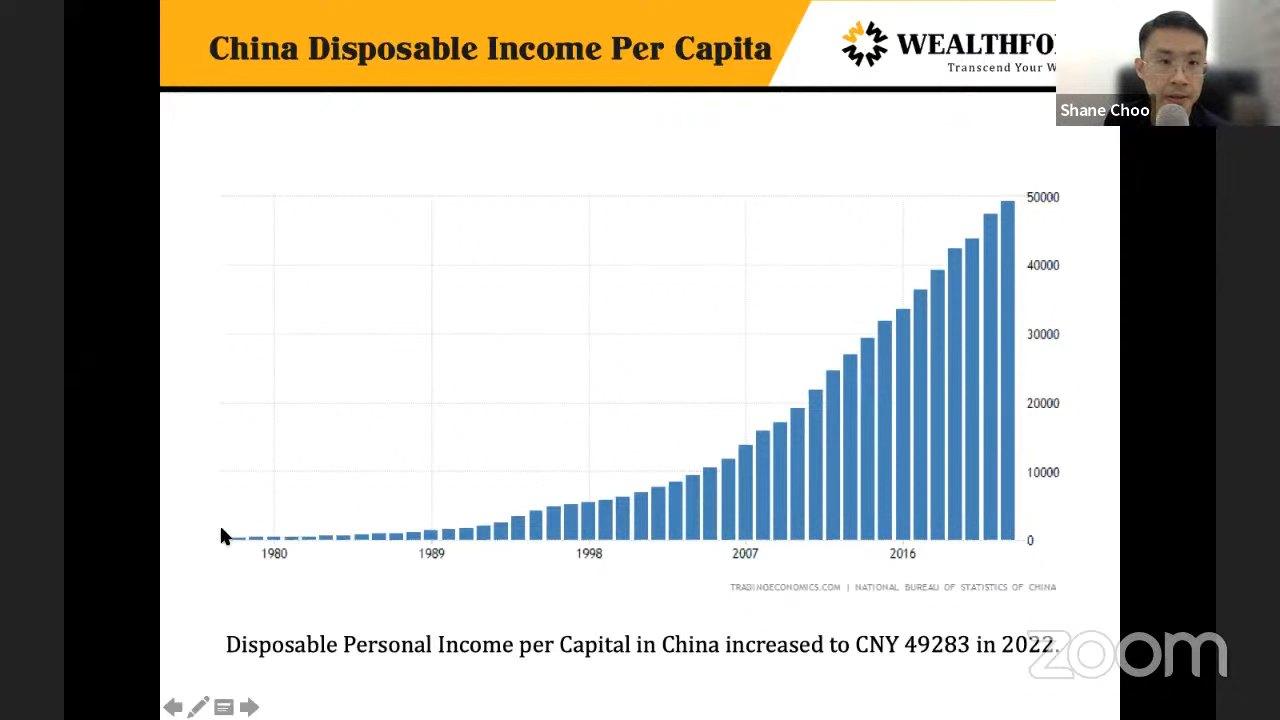 China Disposable Income Per Capita
WEALTHFO
Transcend Your W
Shane Choo
50000
40000
30000
20000
10000
0
1980 1989 1998 2007 2016
TRADINGECONOMICS.COM | NATIONAL BUREAU OF STATISTICS OF CHINA
Disposable Personal Income per Capital in China increased to CNY 49283 in 2022.
zoom